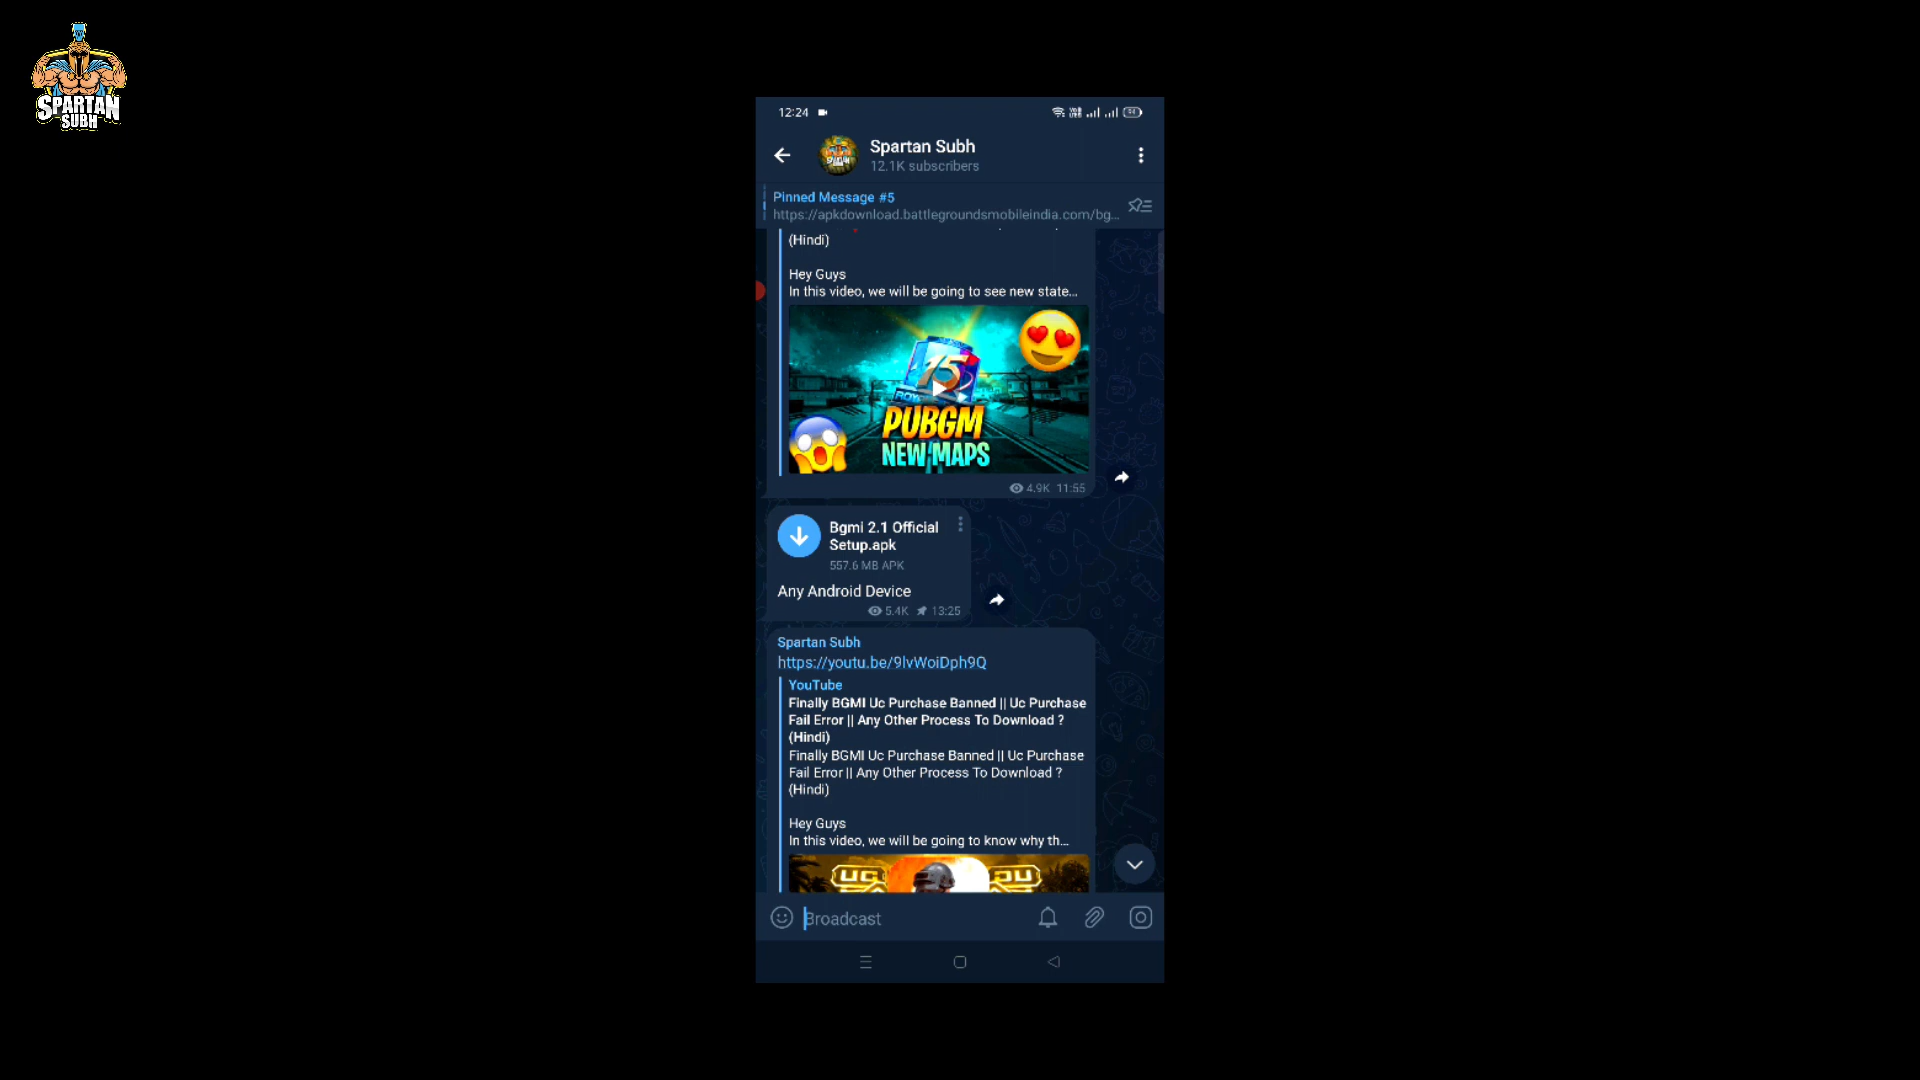 SPARTAN
SUBH
12:24
Spartan Subh
12.1K subscribers
Pinned Message #5
https://apkdownload.battlegroundsmobileindia.com/bg...
(Hindi)
Hey Guys
In this video, we will be going to see new state...
15
PUBGM
NEW MAPS
4.9K 11:55
Bgmi 2.1 Official
Setup.apk
557.6 MB APK
Any Android Device
5.4K 13:25
Spartan Subh
https://youtu.be/9lvWoiDph9Q
YouTube
Finally BGMI Uc Purchase Banned || Uc Purchase
Fail Error || Any Other Process To Download ?
(Hindi)
Finally BGMI Uc Purchase Banned || Uc Purchase
Fail Error || Any Other Process To Download ?
(Hindi)
Hey Guys
In this video, we will be going to know why th...
UC
Broadcast